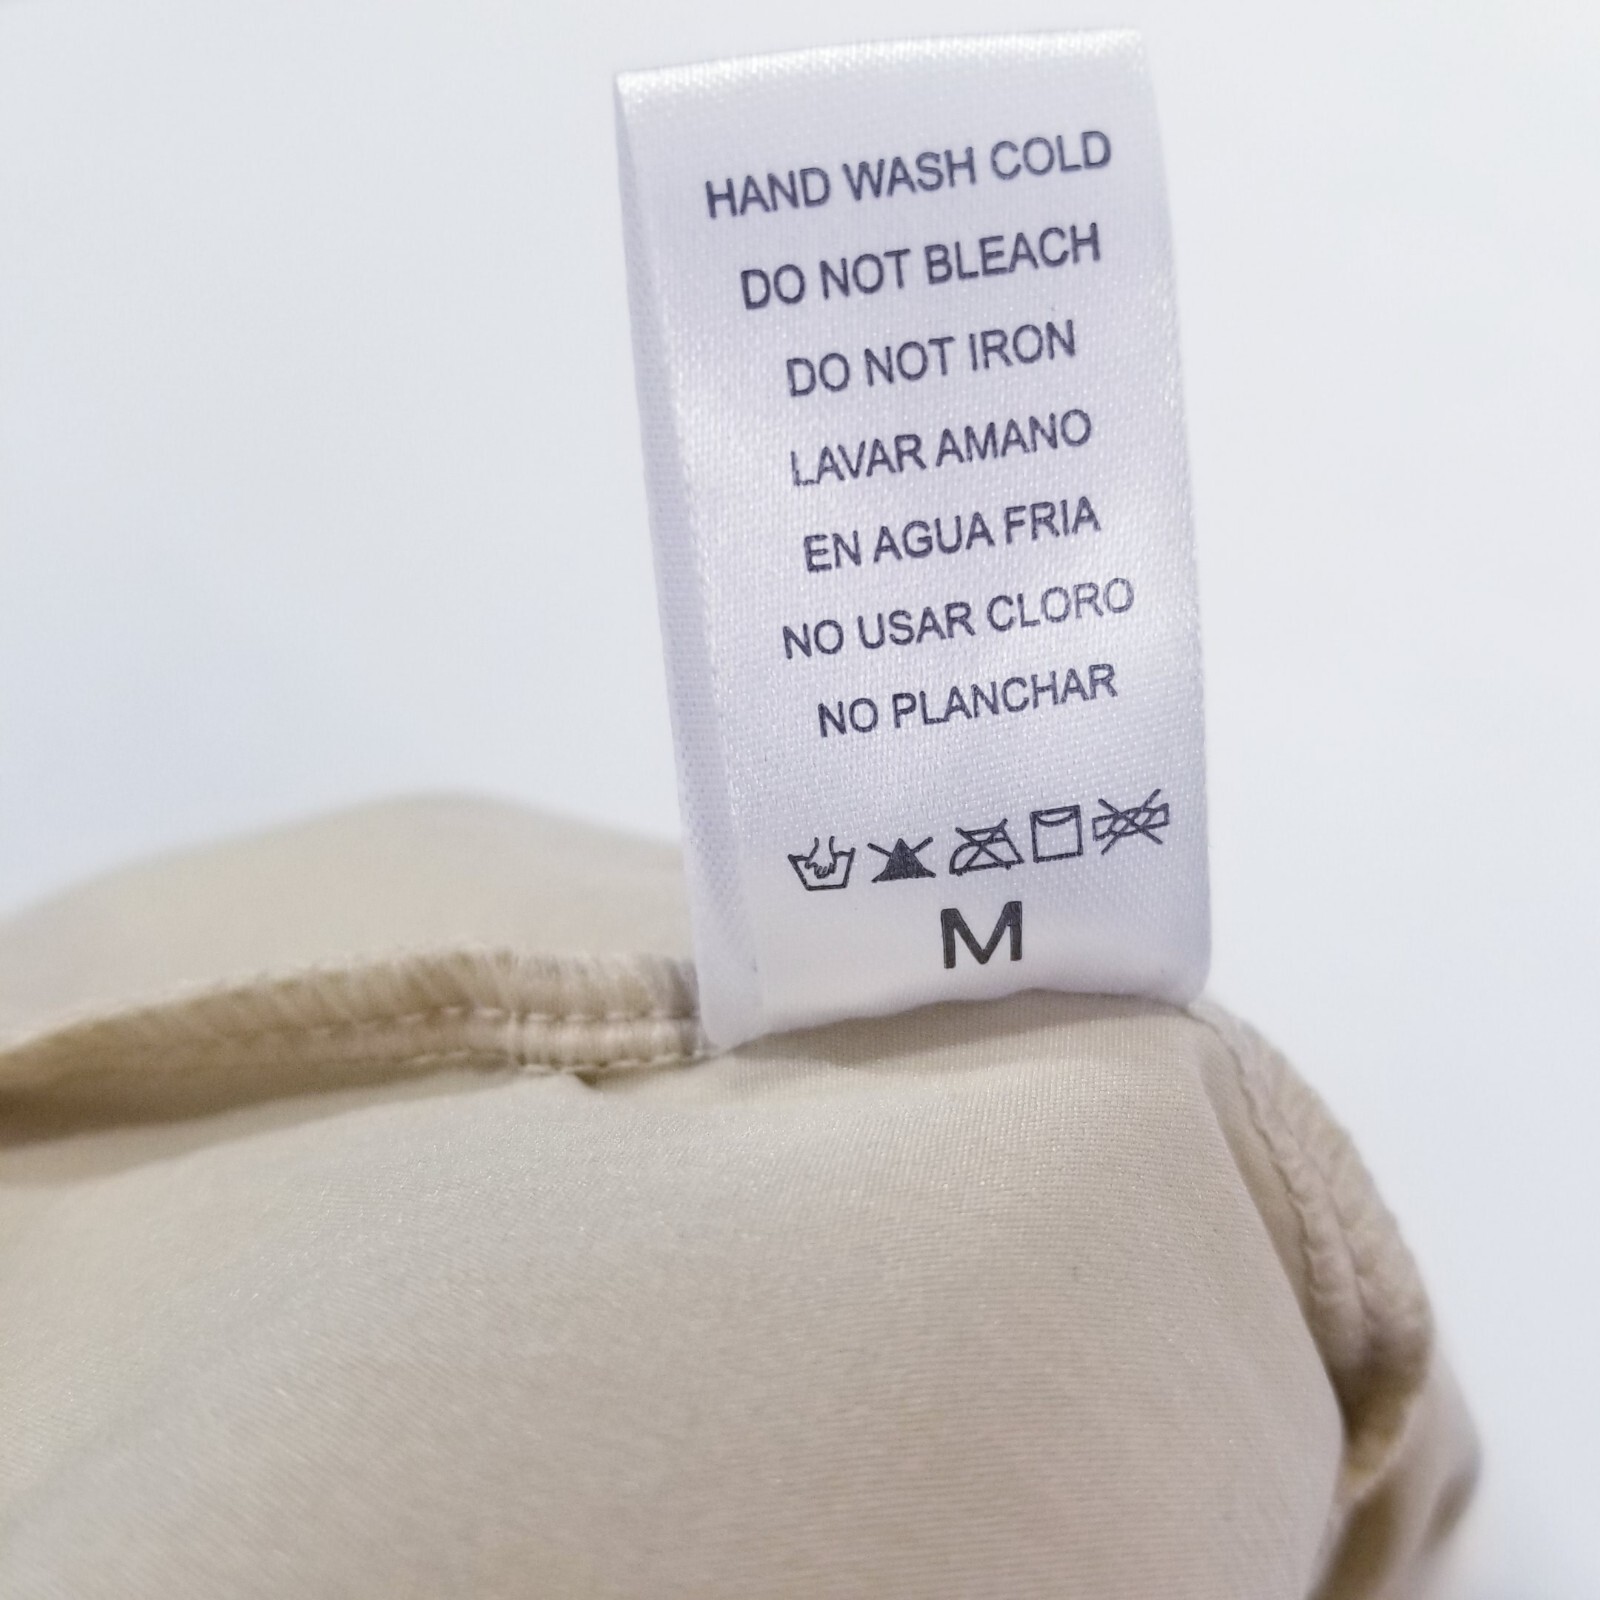 HAND WASH COLD
DO NOT BLEACH
DO NOT IRON
LAVAR AMANO
EN AGUA FRIA
NO USAR CLORO
NO PLANCHAR
M